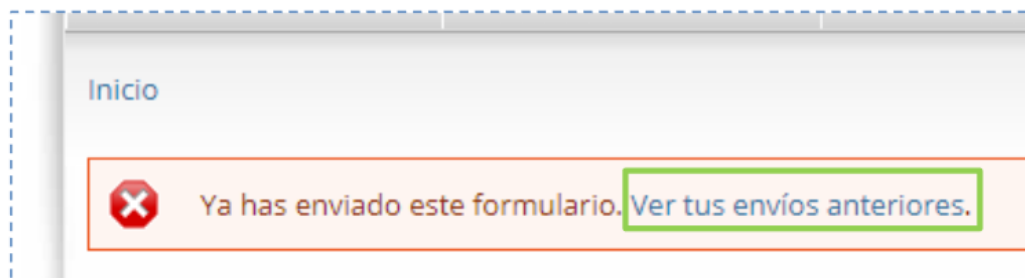 Inicio
Ya has enviado este formulario. Ver tus envíos anteriores.